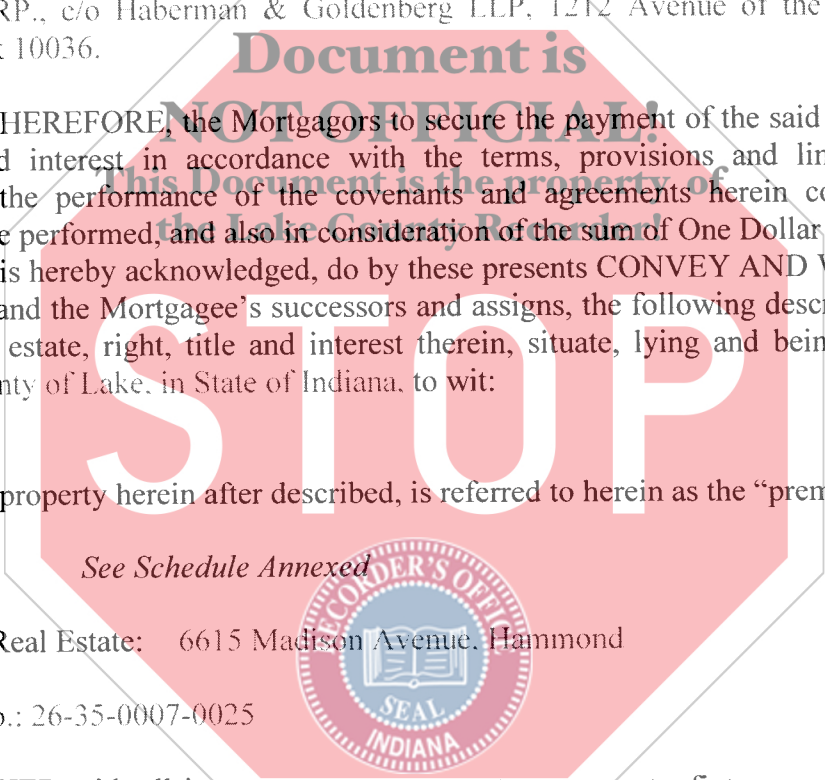 RP., c/o Haberman & Goldenberg LLP, 1212 Avenue of the
10036.
Document is
NOT OFFICIAL!
HEREFORE, the Mortgagors to secure the payment of the said
d interest in accordance with the terms, provisions and lim
This Document is the property of
the performance of the covenants and agreements herein co
the Lake County Recorder!
e performed, and also in consideration of the sum of One Dollar
is hereby acknowledged, do by these presents CONVEY AND
and the Mortgagee's successors and assigns, the following descr
estate, right, title and interest therein, situate, lying and bein
nty of Lake, in State of Indiana, to wit:
STOP
property herein after described, is referred to herein as the “prem
See Schedule Annexed
RECORDER'S OFFICE
Real Estate: 6615 Madison Avenue, Hammond
SEAL
o.: 26-35-0007-0025
INDIANA